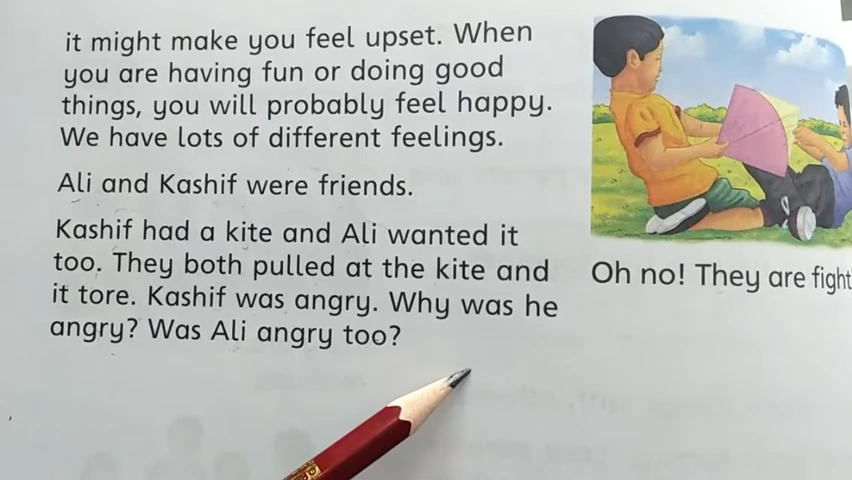 it might make you feel upset. When
you are having fun or doing good
things, you will probably feel happy.
We have lots of different feelings.
Ali and Kashif were friends.
Kashif had a kite and Ali wanted it
too. They both pulled at the kite and
it tore. Kashif was angry. Why was he
angry? Was Ali angry too?
Oh no! They are fight